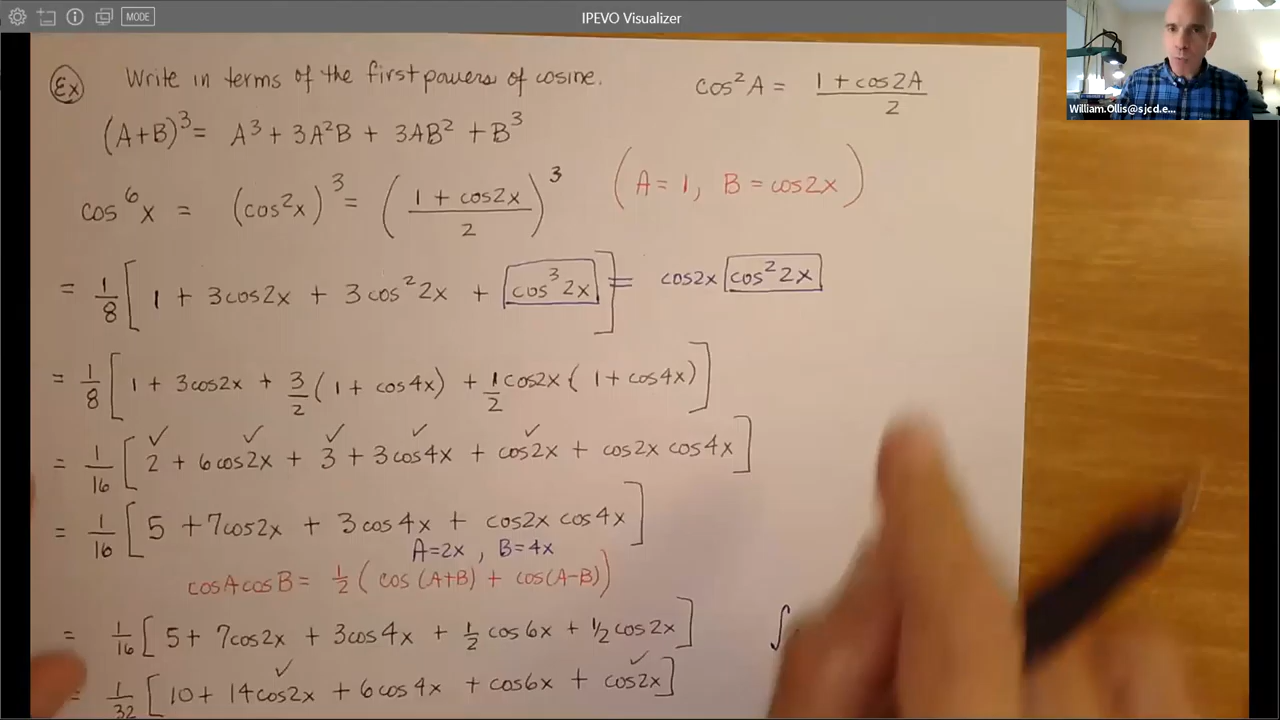 MODE
IPEVO Visualizer
William.Ollis@sjcd.e...
Ex Write in terms of the first powers of cosine.
cos²A = (1 + cos2A)/2
(A+B)³ = A³ + 3A²B + 3AB² + B³
cos⁶x = (cos²x)³ = ((1 + cos2x)/2)³ (A = 1, B = cos2x)
= 1/8 [1 + 3cos2x + 3cos²2x + cos³2x] = cos2x cos²2x
= 1/8 [1 + 3cos2x + 3/2 (1 + cos4x) + 1/2 cos2x (1 + cos4x)]
= 1/16 [2 + 6cos2x + 3 + 3cos4x + cos2x + cos2x cos4x]
= 1/16 [5 + 7cos2x + 3cos4x + cos2x cos4x]
A=2x, B=4x
cosAcosB = 1/2 (cos(A+B) + cos(A-B))
= 1/16 [5 + 7cos2x + 3cos4x + 1/2 cos6x + 1/2 cos2x] ∫
= 1/32 [10 + 14cos2x + 6cos4x + cos6x + cos2x]